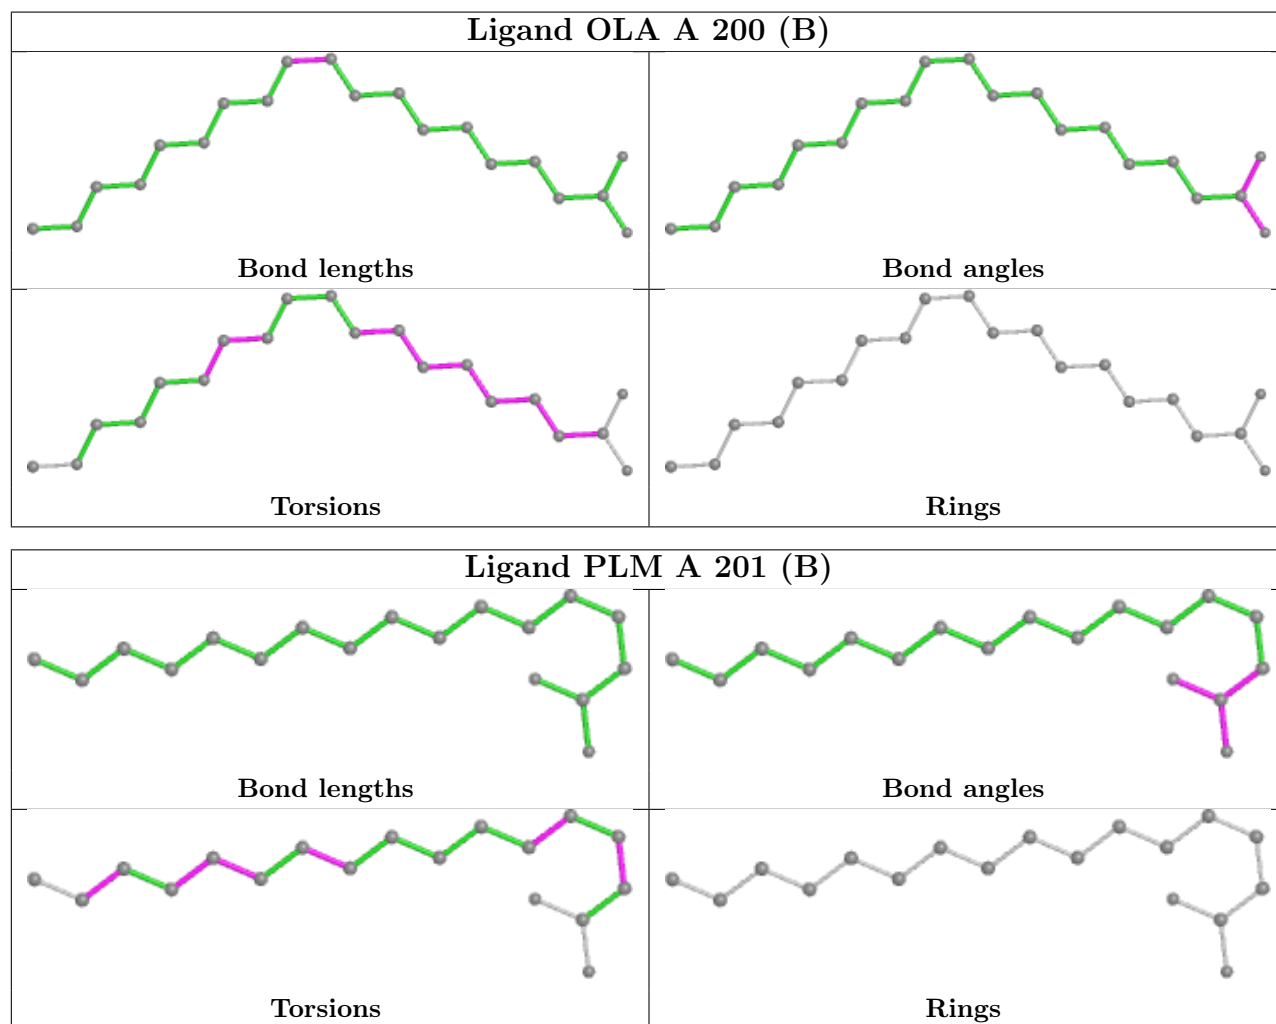 Ligand OLA A 200 (B)
Bond lengths
Bond angles
Torsions
Rings
Ligand PLM A 201 (B)
Bond lengths
Bond angles
Torsions
Rings